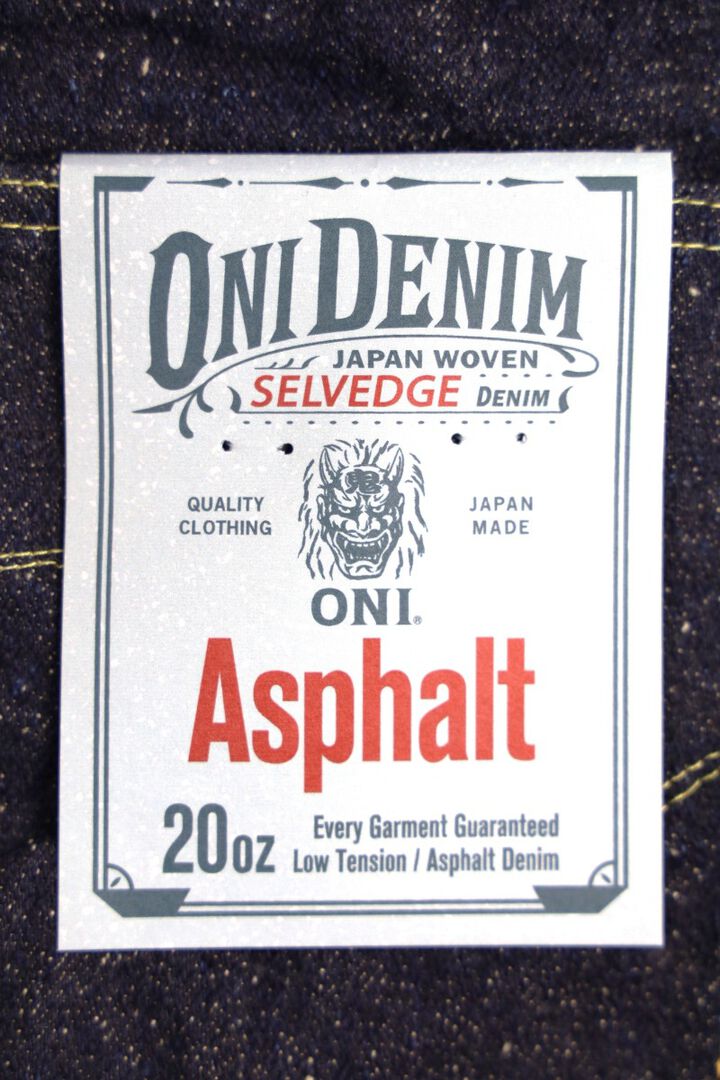 ONI DENIM
JAPAN WOVEN
SELVEDGE DENIM
QUALITY
CLOTHING
JAPAN
MADE
ONI®
Asphalt
20oz
Every Garment Guaranteed
Low Tension / Asphalt Denim